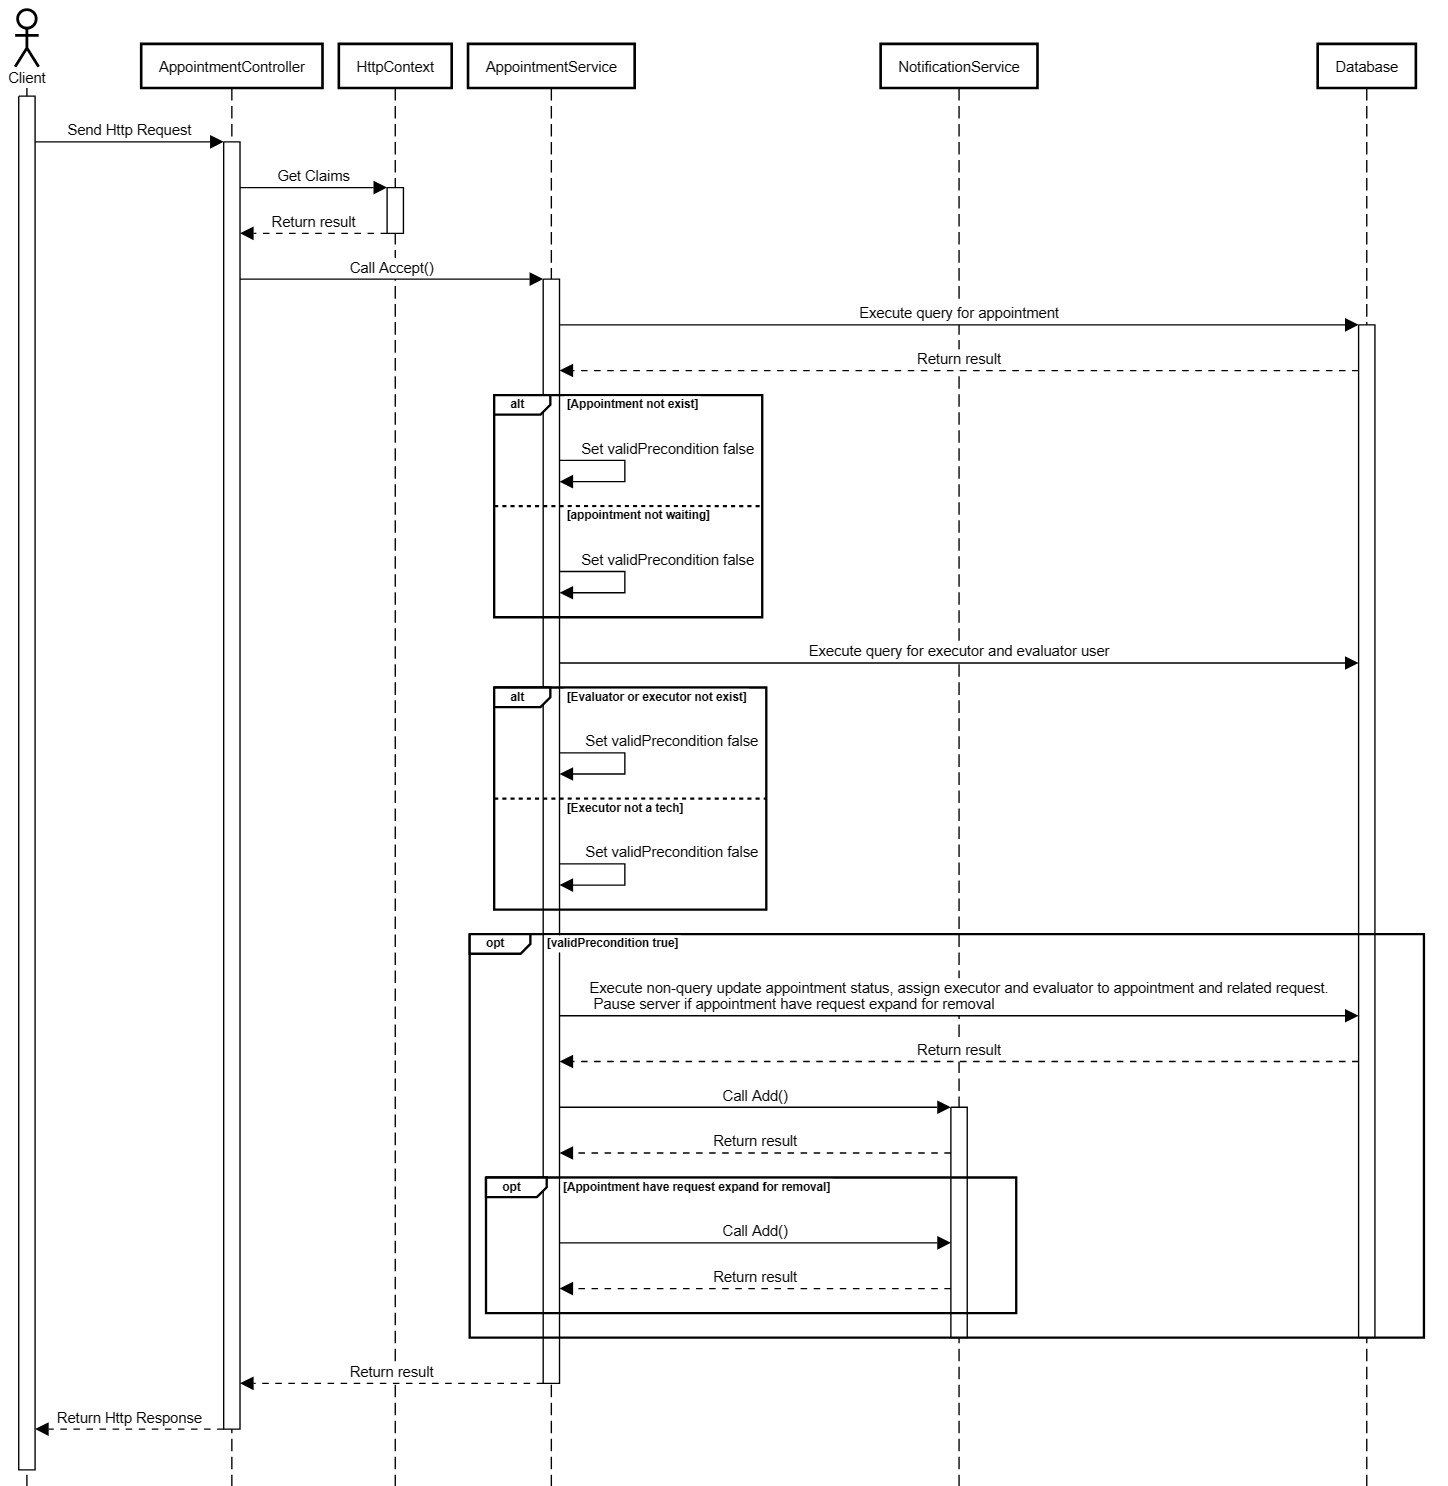 Client
AppointmentController
HttpContext
AppointmentService
NotificationService
Database
Send Http Request
Get Claims
Return result
Call Accept()
Execute query for appointment
Return result
alt
[Appointment not exist]
Set validPrecondition false
[appointment not waiting]
Set validPrecondition false
Execute query for executor and evaluator user
alt
[Evaluator or executor not exist]
Set validPrecondition false
[Executor not a tech]
Set validPrecondition false
opt
[validPrecondition true]
Execute non-query update appointment status, assign executor and evaluator to appointment and related request.
Pause server if appointment have request expand for removal
Return result
Call Add()
Return result
opt
[Appointment have request expand for removal]
Call Add()
Return result
Return result
Return Http Response